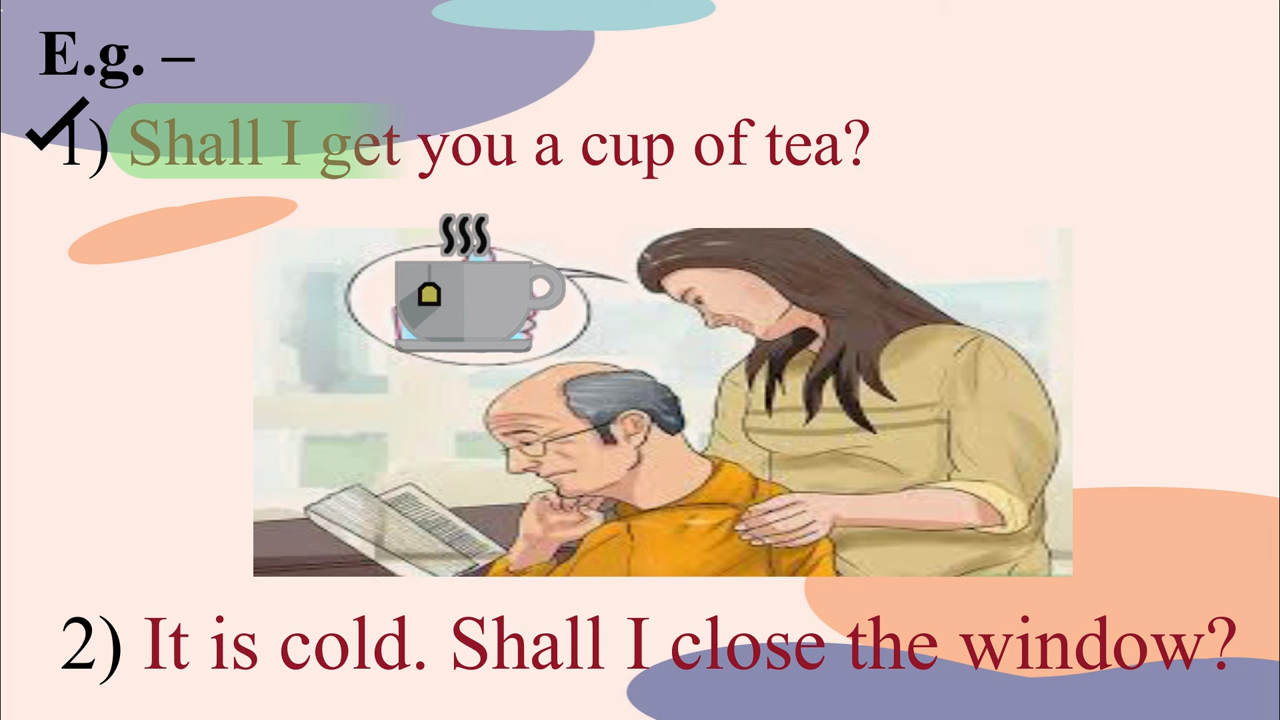 E.g. –
1) Shall I get you a cup of tea?
2) It is cold. Shall I close the window?